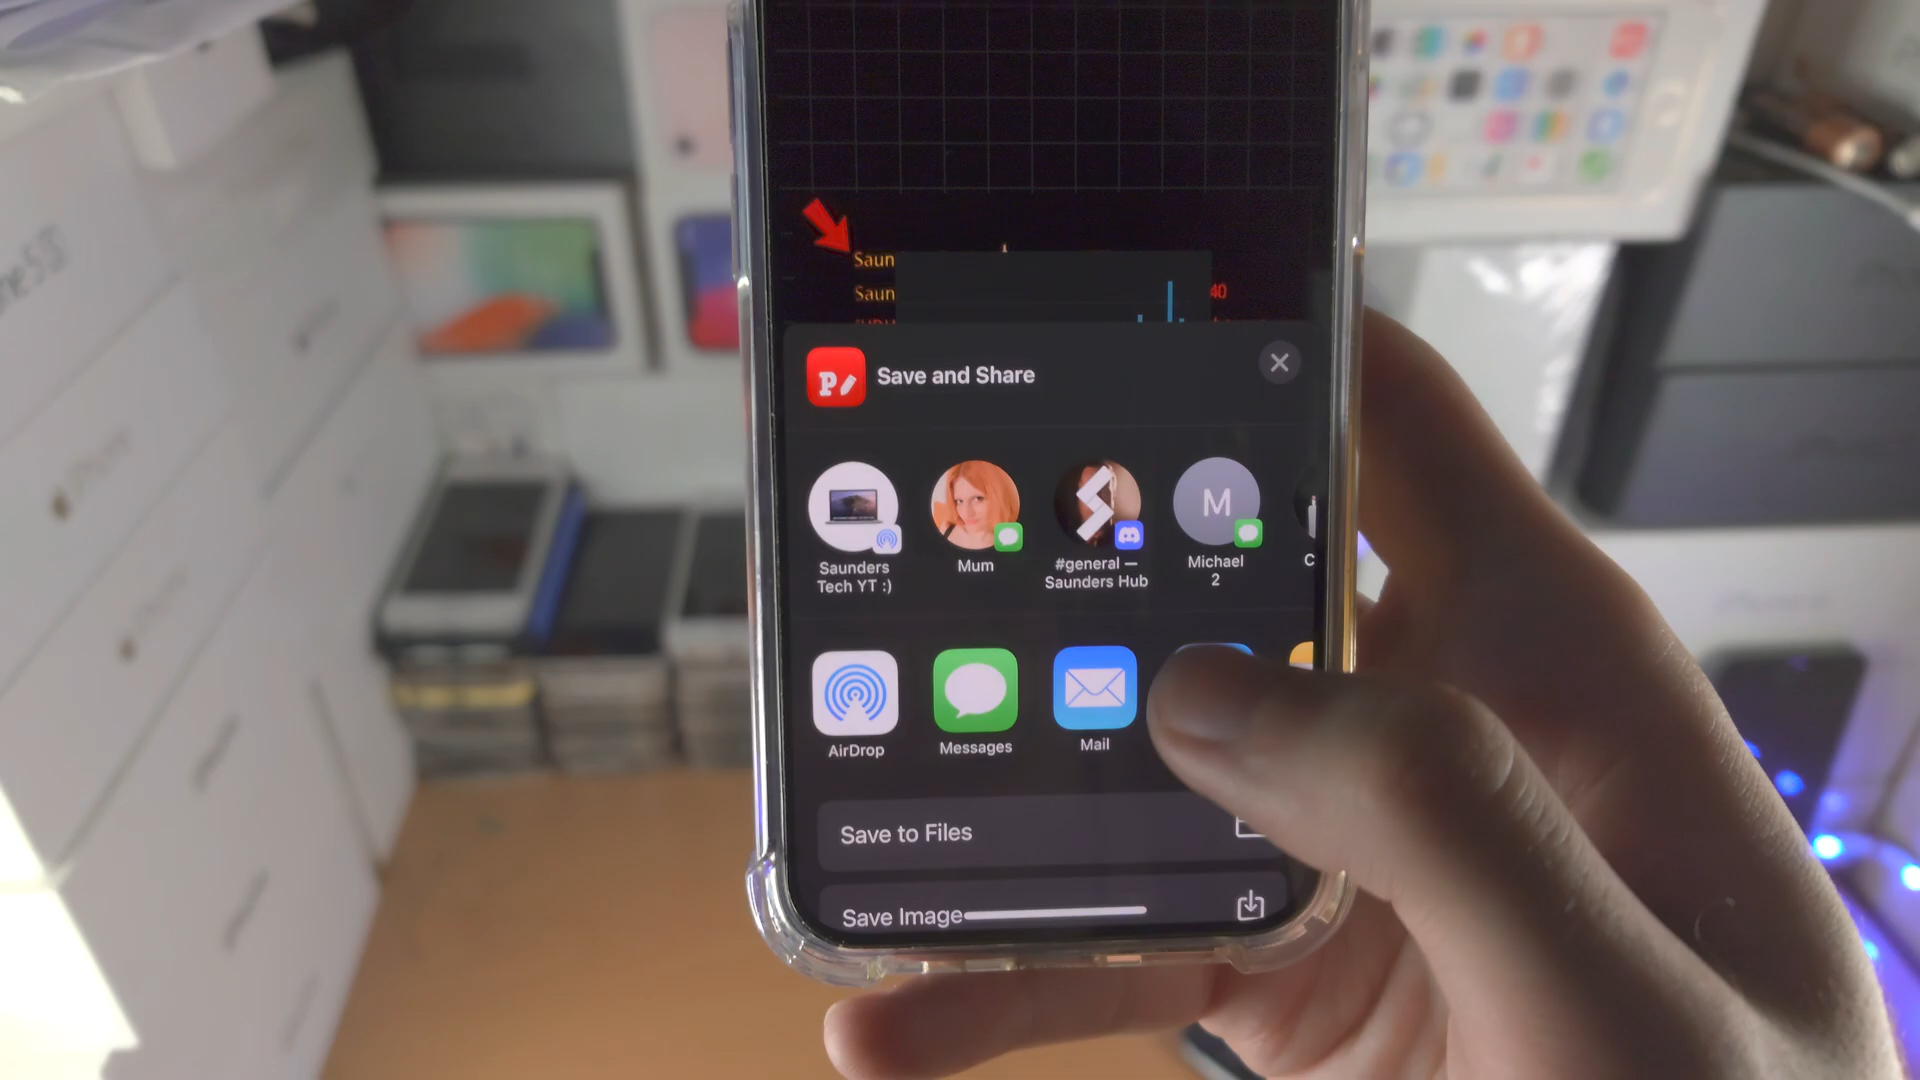 Saun
Saun
40
P
Save and Share
Saunders
Tech YT :)
Mum
#general —
Saunders Hub
M
Michael
2
C
AirDrop
Messages
Mail
Save to Files
Save Image